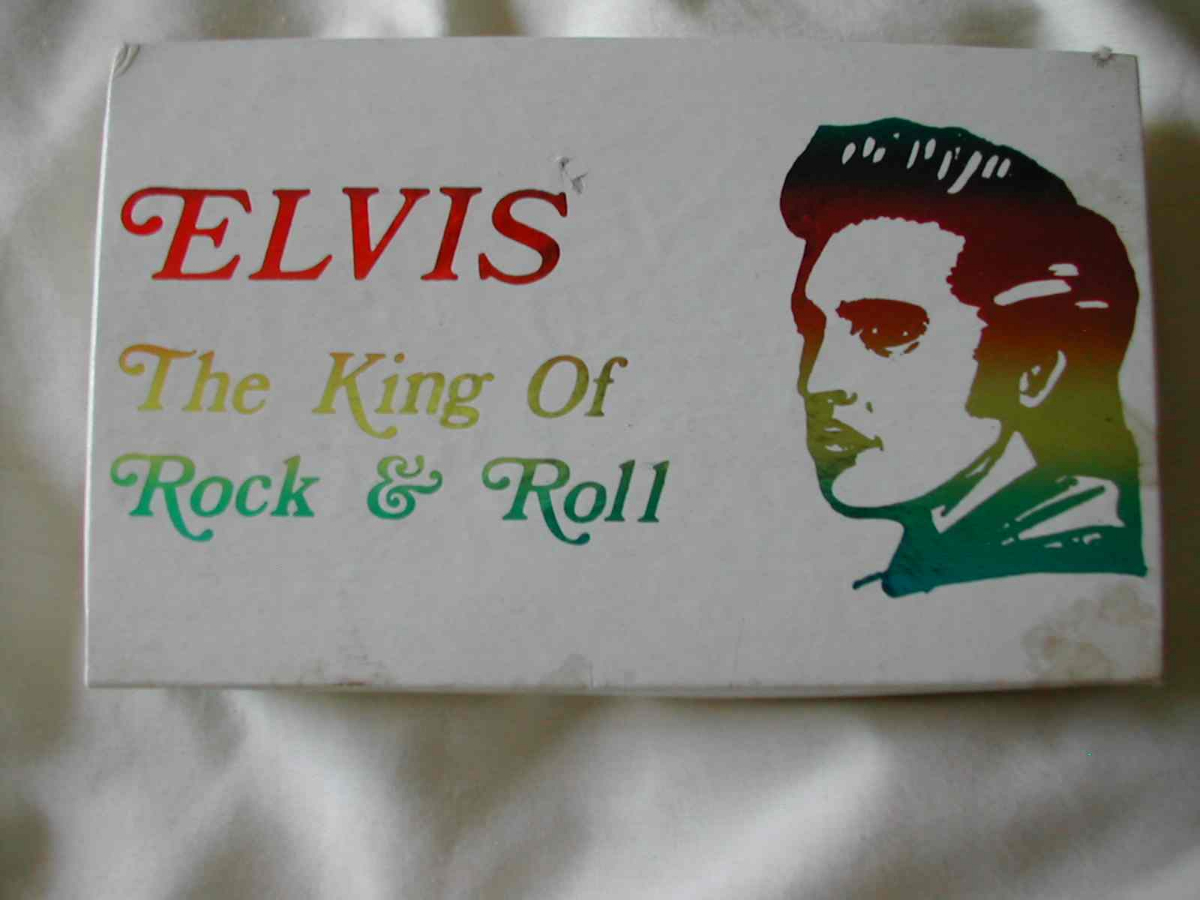 ELVIS
The King Of
Rock & Roll